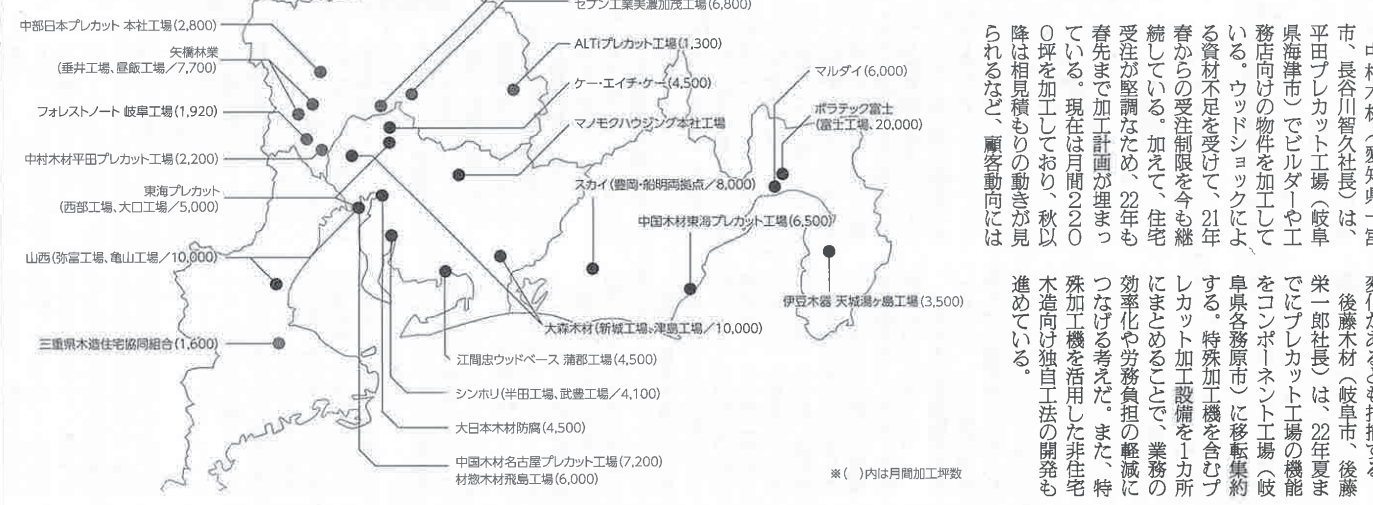 セブン工業美濃加茂工場(6,800)
中部日本プレカット 本社工場(2,800)
矢橋林業
(垂井工場、昼飯工場/7,700)
フォレストノート 岐阜工場(1,920)
中村木材平田プレカット工場(2,200)
東海プレカット
(西部工場、大口工場/5,000)
山西(弥富工場、亀山工場/10,000)
三重県木造住宅協同組合(1,600)
ALTiプレカット工場(1,300)
ケー・エイチ・ケー(4,500)
マノモクハウジング本社工場
マルダイ(6,000)
ポラテック富士
(富士工場、20,000)
スカイ(豊岡・船明両拠点/8,000)
中国木材東海プレカット工場(6,500)
伊豆木器 天城湯ヶ島工場(3,500)
大森木材(新城工場、津島工場/10,000)
江間忠ウッドベース 蒲郡工場(4,500)
シンホリ(半田工場、武豊工場/4,100)
大日本木材防腐(4,500)
中国木材名古屋プレカット工場(7,200)
材惣木材飛島工場(6,000)
※( )内は月間加工坪数
市、長谷川智久社長)は、
平田プレカット工場(岐阜
県海津市)でビルダーや工
務店向けの物件を加工して
いる。ウッドショックによ
る資材不足を受けて、21年
春からの受注制限を今も継
続している。加えて、住宅
受注が堅調なため、22年も
春先まで加工計画が埋まっ
ている。現在は月間220
0坪を加工しており、秋以
降は相見積もりの動きが見
られるなど、顧客動向には
後藤木材(岐阜市、後藤
栄一郎社長)は、22年夏ま
でにプレカット工場の機能
をコンポーネント工場(岐
阜県各務原市)に移転集約
する。特殊加工機を含むプ
レカット加工設備を1カ所
にまとめることで、業務の
効率化や労務負担の軽減に
つなげる考えだ。また、特
殊加工機を活用した非住宅
木造向け独自工法の開発も
進めている。